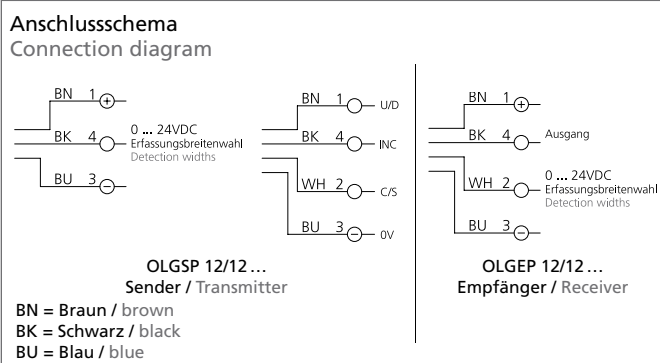 Anschlussschema
Connection diagram
BN 1 +
BK 4 0 ... 24VDC
Erfassungsbreitenwahl
Detection widths
BU 3 −
BN 1 U/D
BK 4 INC
WH 2 C/S
BU 3 − 0V
OLGSP 12/12 ...
Sender / Transmitter
BN 1 +
BK 4 Ausgang
WH 2 0 ... 24VDC
Erfassungsbreitenwahl
Detection widths
BU 3 −
OLGEP 12/12 ...
Empfänger / Receiver
BN = Braun / brown
BK = Schwarz / black
BU = Blau / blue